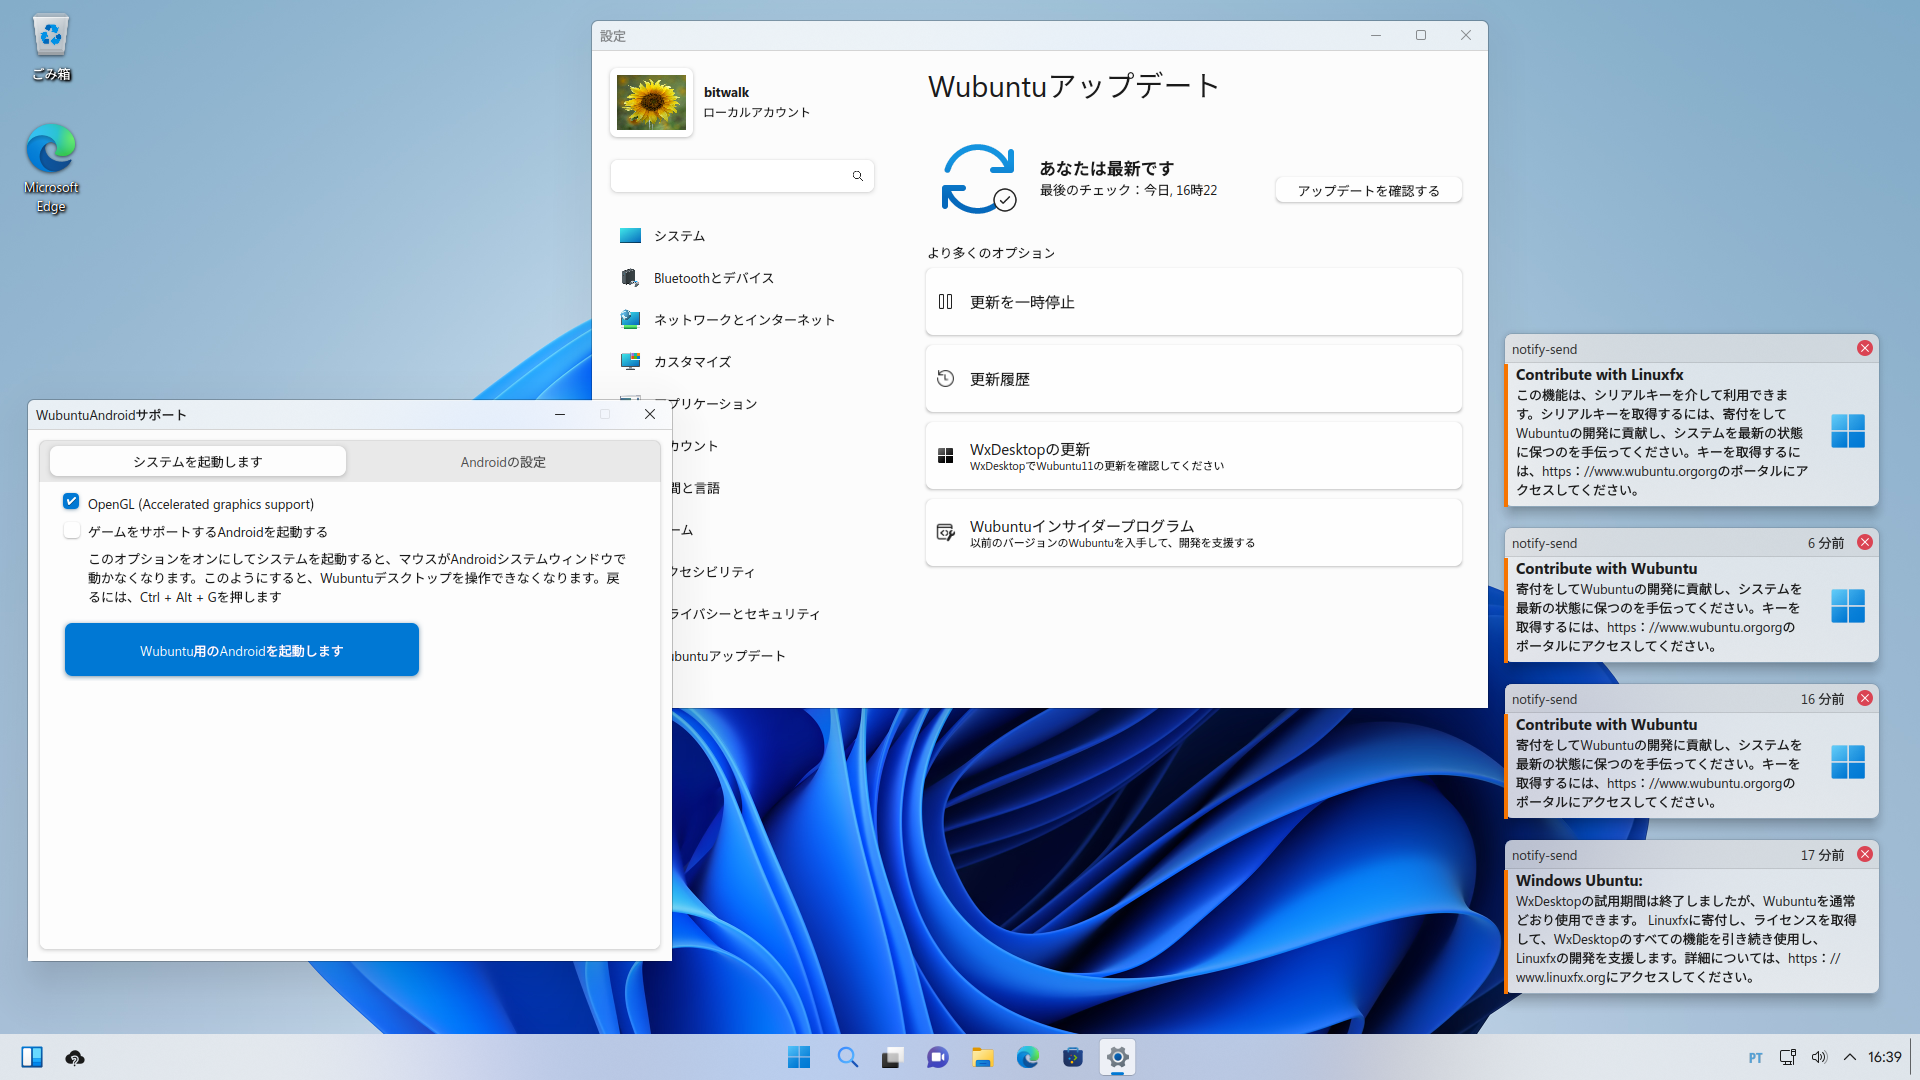 ごみ箱
Microsoft
Edge
設定
bitwalk
ローカルアカウント
システム
Bluetoothとデバイス
ネットワークとインターネット
カスタマイズ
プリケーション
カウント
間と言語
ーム
クセシビリティ
ライバシーとセキュリティ
ubuntuアップデート
Wubuntuアップデート
あなたは最新です
最後のチェック：今日, 16時22
アップデートを確認する
より多くのオプション
更新を一時停止
更新履歴
WxDesktopの更新
WxDesktopでWubuntu11の更新を確認してください
Wubuntuインサイダープログラム
以前のバージョンのWubuntuを入手して、開発を支援する
WubuntuAndroidサポート
システムを起動します
Androidの設定
OpenGL (Accelerated graphics support)
ゲームをサポートするAndroidを起動する
このオプションをオンにしてシステムを起動すると、マウスがAndroidシステムウィンドウで
動かなくなります。このようにすると、Wubuntuデスクトップを操作できなくなります。戻
るには、Ctrl + Alt + Gを押します
Wubuntu用のAndroidを起動します
notify-send
Contribute with Linuxfx
この機能は、シリアルキーを介して利用できま
す。シリアルキーを取得するには、寄付をして
Wubuntuの開発に貢献し、システムを最新の状態
に保つのを手伝ってください。キーを取得するに
は、https：//www.wubuntu.orgorgのポータルにア
クセスしてください。
notify-send
6 分前
Contribute with Wubuntu
寄付をしてWubuntuの開発に貢献し、システムを
最新の状態に保つのを手伝ってください。キーを
取得するには、https：//www.wubuntu.orgorgの
ポータルにアクセスしてください。
notify-send
16 分前
Contribute with Wubuntu
寄付をしてWubuntuの開発に貢献し、システムを
最新の状態に保つのを手伝ってください。キーを
取得するには、https：//www.wubuntu.orgorgの
ポータルにアクセスしてください。
notify-send
17 分前
Windows Ubuntu:
WxDesktopの試用期間は終了しましたが、Wubuntuを通常
どおり使用できます。 Linuxfxに寄付し、ライセンスを取得
して、WxDesktopのすべての機能を引き続き使用し、
Linuxfxの開発を支援します。詳細については、https：//
www.linuxfx.orgにアクセスしてください。
PT
16:39